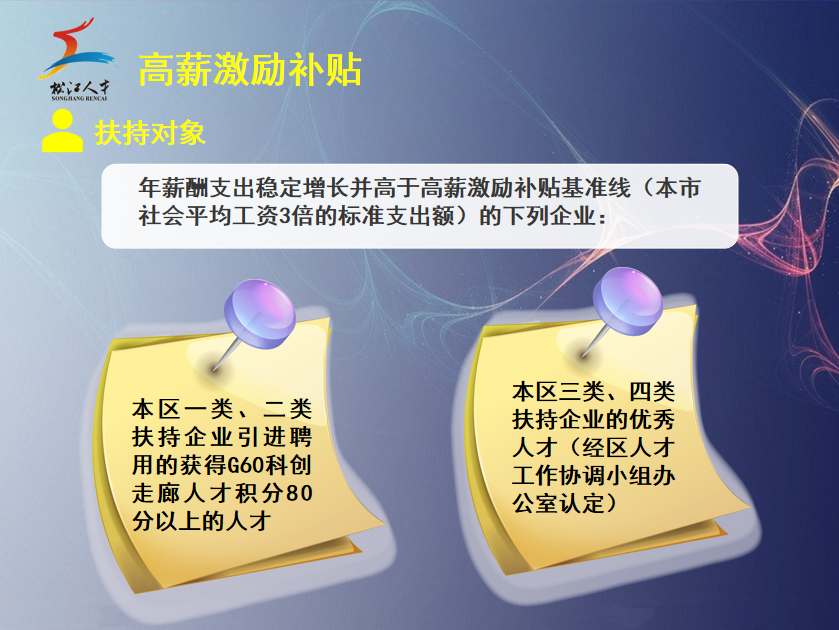 松江人才
SONGJIANG RENCAI
高薪激励补贴
扶持对象
年薪酬支出稳定增长并高于高薪激励补贴基准线（本市
社会平均工资3倍的标准支出额）的下列企业：
本区一类、二类
扶持企业引进聘
用的获得G60科创
走廊人才积分80
分以上的人才
本区三类、四类
扶持企业的优秀
人才（经区人才
工作协调小组办
公室认定）